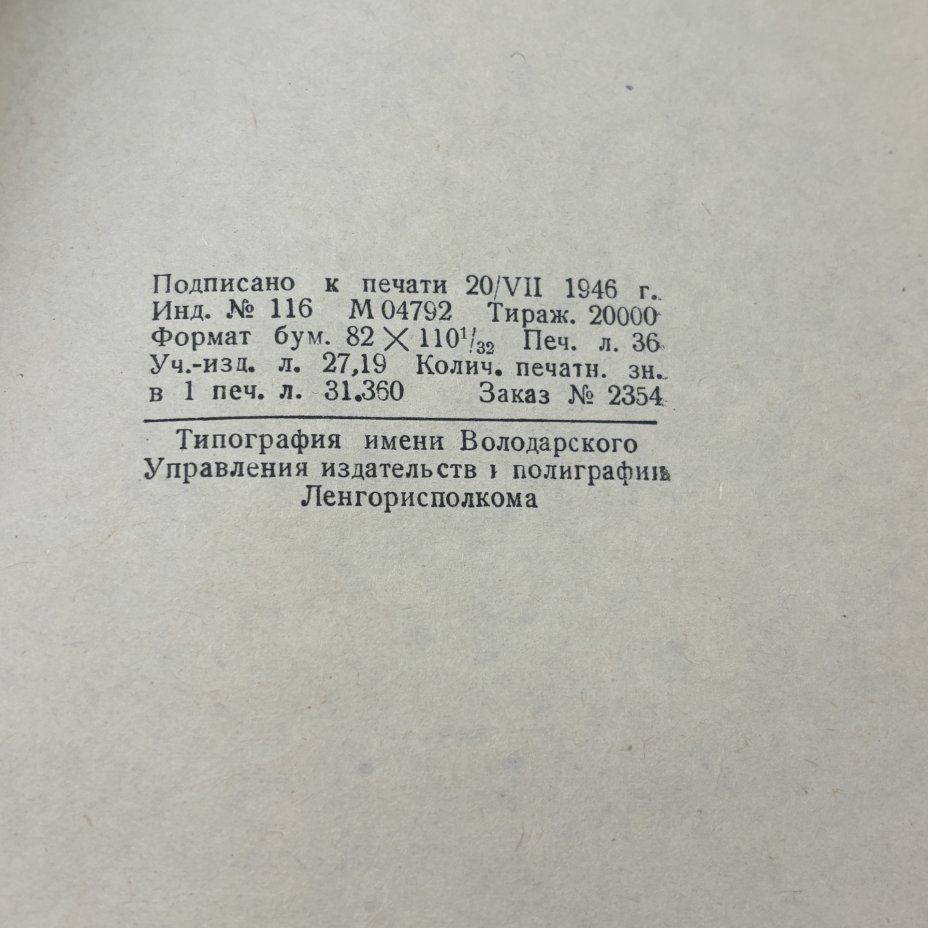 Подписано к печати 20/VII 1946 г.
Инд. № 116 М 04792 Тираж. 20000
Формат бум. 82 × 110¹/₃₂ Печ. л. 36
Уч.-изд. л. 27,19 Колич. печатн. зн.
в 1 печ. л. 31.360 Заказ № 2354
Типография имени Володарского
Управления издательств и полиграфии
Ленгорисполкома